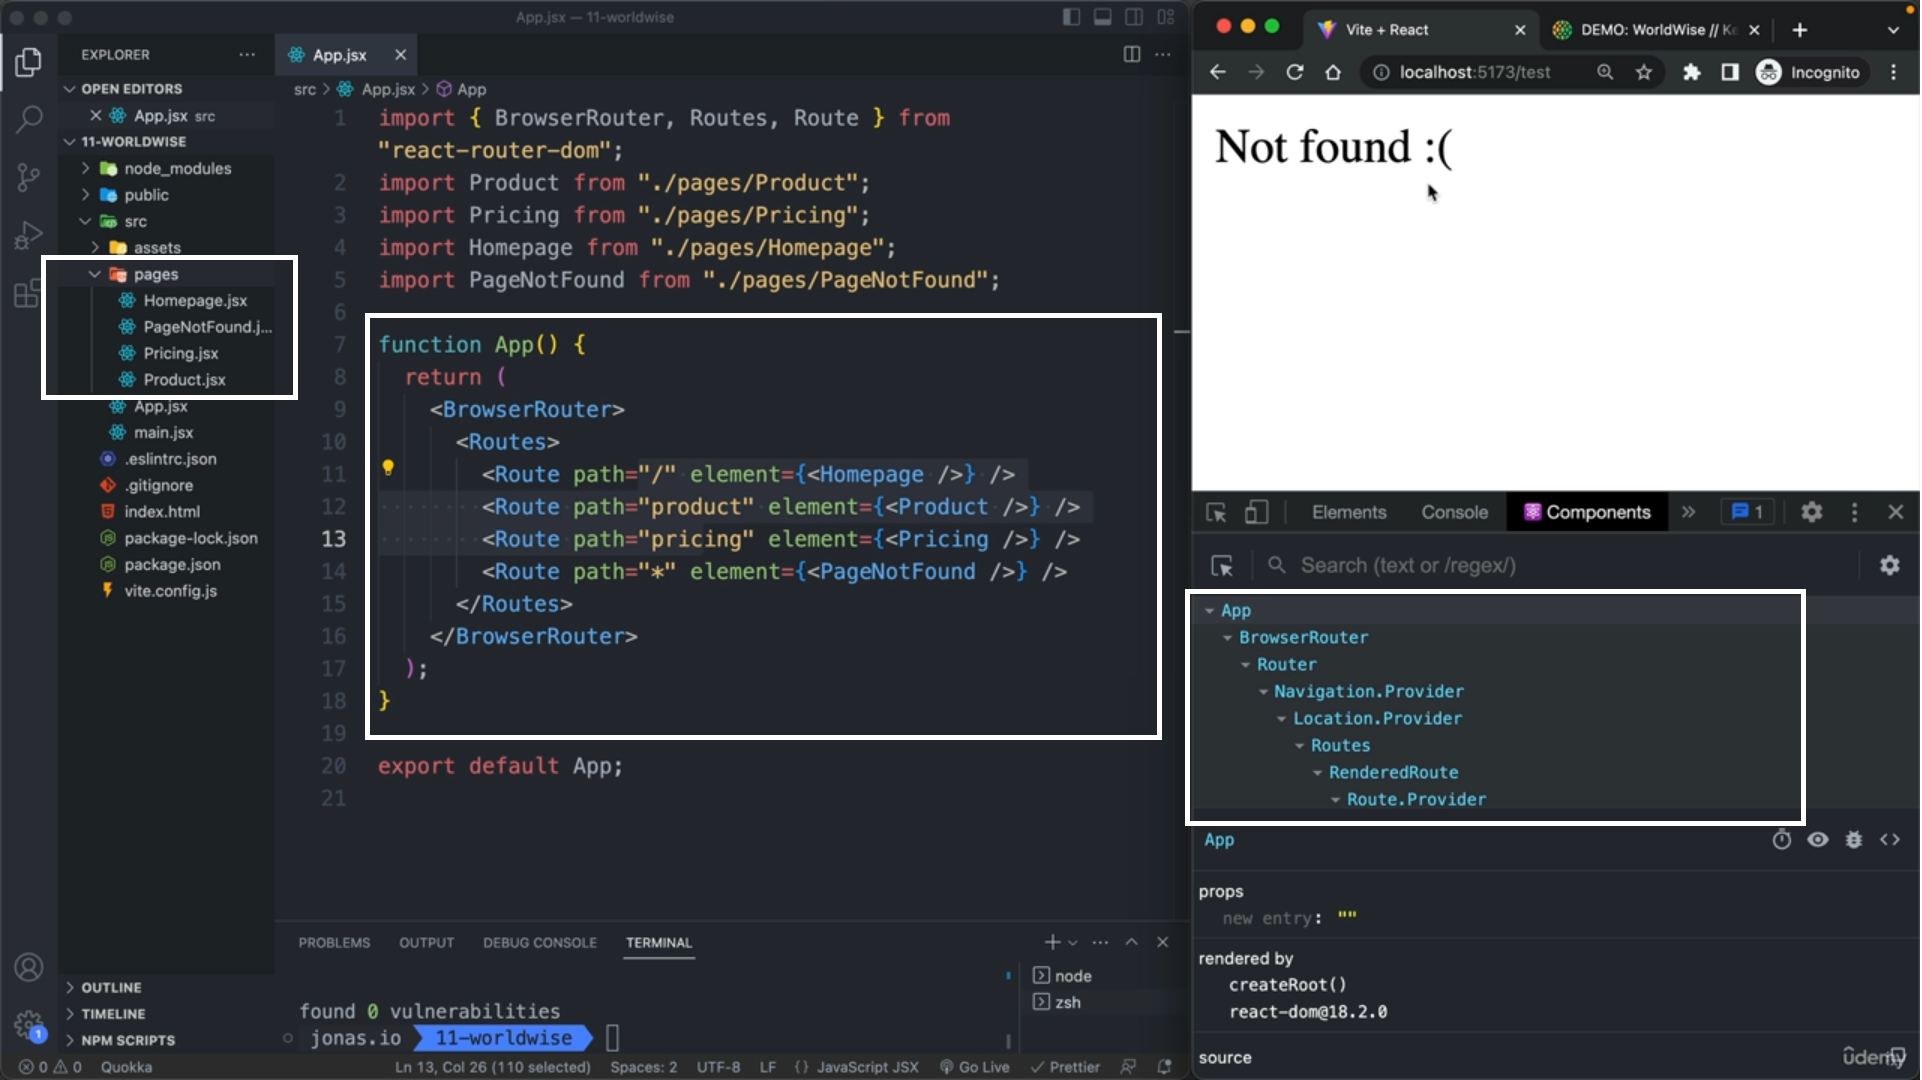 App.jsx — 11-worldwise
EXPLORER
OPEN EDITORS
App.jsx src
11-WORLDWISE
node_modules
public
src
assets
pages
Homepage.jsx
PageNotFound.j...
Pricing.jsx
Product.jsx
App.jsx
main.jsx
.eslintrc.json
.gitignore
index.html
package-lock.json
package.json
vite.config.js
OUTLINE
TIMELINE
NPM SCRIPTS
App.jsx
src > App.jsx > App
1 import { BrowserRouter, Routes, Route } from
"react-router-dom";
2 import Product from "./pages/Product";
3 import Pricing from "./pages/Pricing";
4 import Homepage from "./pages/Homepage";
5 import PageNotFound from "./pages/PageNotFound";
6
7 function App() {
8 return (
9 <BrowserRouter>
10 <Routes>
11 <Route path="/" element={<Homepage />} />
12 <Route path="product" element={<Product />} />
13 <Route path="pricing" element={<Pricing />} />
14 <Route path="*" element={<PageNotFound />} />
15 </Routes>
16 </BrowserRouter>
17 );
18 }
19
20 export default App;
21
PROBLEMS OUTPUT DEBUG CONSOLE TERMINAL
found 0 vulnerabilities
jonas.io 11-worldwise
node
zsh
1
0 0 Quokka Ln 13, Col 26 (110 selected) Spaces: 2 UTF-8 LF {} JavaScript JSX Go Live Prettier
Vite + React
DEMO: WorldWise // Ke
localhost:5173/test
Incognito
Not found :(
Elements Console Components » 1
Search (text or /regex/)
App
BrowserRouter
Router
Navigation.Provider
Location.Provider
Routes
RenderedRoute
Route.Provider
App
props
new entry: ""
rendered by
createRoot()
react-dom@18.2.0
source
udemy